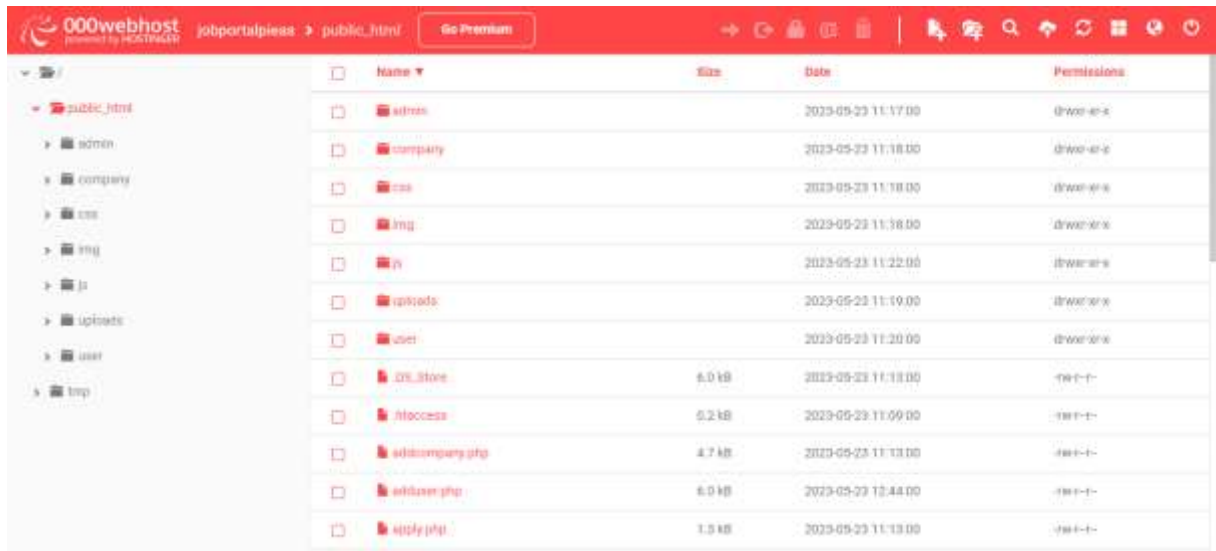 000webhost jobportalpieas > public_html Go Premium
powered by HOSTINGER
/
public_html
admin
company
css
img
js
uploads
user
tmp
Name ▼ Size Date Permissions
admin 2023-05-23 11:17:00 drwxr-xr-x
company 2023-05-23 11:18:00 drwxr-xr-x
css 2023-05-23 11:18:00 drwxr-xr-x
img 2023-05-23 11:18:00 drwxr-xr-x
js 2023-05-23 11:22:00 drwxr-xr-x
uploads 2023-05-23 11:19:00 drwxr-xr-x
user 2023-05-23 11:20:00 drwxr-xr-x
.DS_Store 6.0 kB 2023-05-23 11:13:00 -rw-r--r--
.htaccess 0.2 kB 2023-05-23 11:09:00 -rw-r--r--
addcompany.php 4.7 kB 2023-05-23 11:13:00 -rw-r--r--
adduser.php 6.0 kB 2023-05-23 12:44:00 -rw-r--r--
apply.php 1.3 kB 2023-05-23 11:13:00 -rw-r--r--